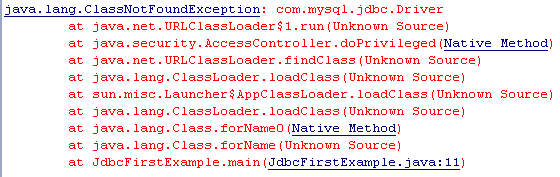 java.lang.ClassNotFoundException: com.mysql.jdbc.Driver
at java.net.URLClassLoader$1.run(Unknown Source)
at java.security.AccessController.doPrivileged(Native Method)
at java.net.URLClassLoader.findClass(Unknown Source)
at java.lang.ClassLoader.loadClass(Unknown Source)
at sun.misc.Launcher$AppClassLoader.loadClass(Unknown Source)
at java.lang.ClassLoader.loadClass(Unknown Source)
at java.lang.Class.forName0(Native Method)
at java.lang.Class.forName(Unknown Source)
at JdbcFirstExample.main(JdbcFirstExample.java:11)